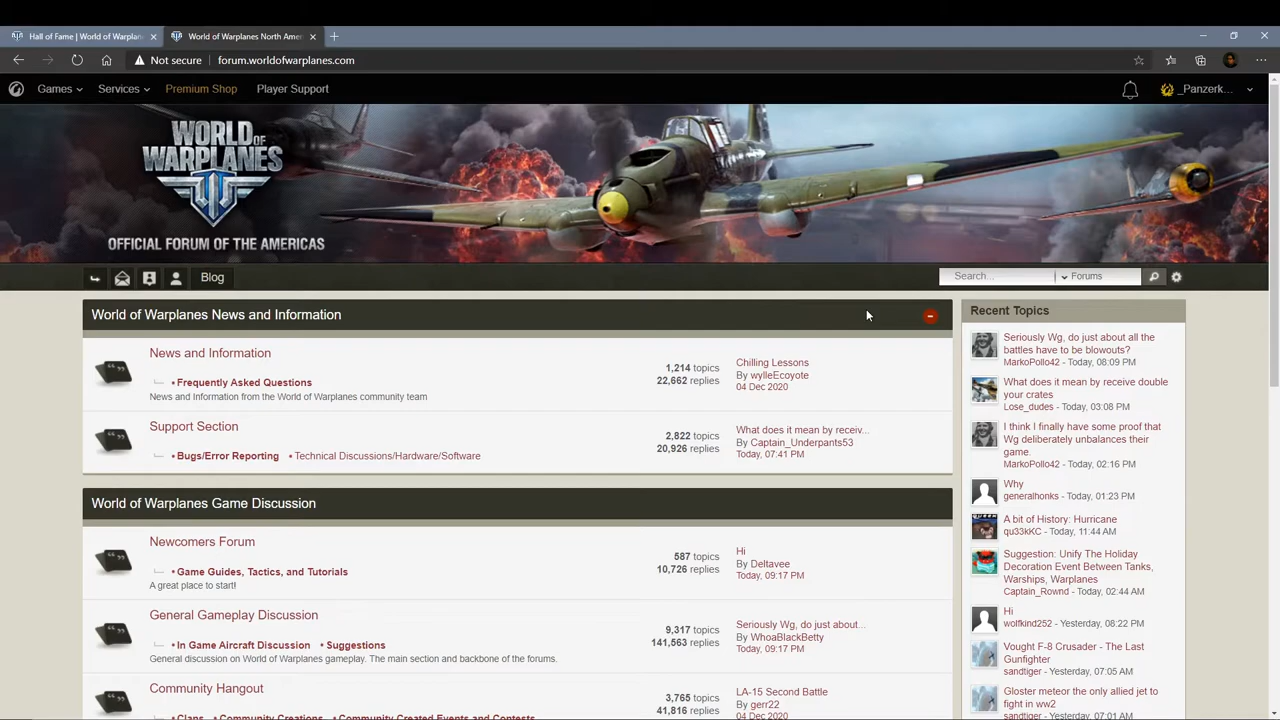 Hall of Fame | World of Warplan
World of Warplanes North Amer
Not secure
forum.worldofwarplanes.com
Games
Services
Premium Shop
Player Support
_Panzerk...
WORLD OF
WARPLANES
OFFICIAL FORUM OF THE AMERICAS
Blog
Search...
Forums
World of Warplanes News and Information
News and Information
Frequently Asked Questions
News and Information from the World of Warplanes community team
1,214 topics
22,662 replies
Chilling Lessons
By wylleEcoyote
04 Dec 2020
Support Section
Bugs/Error Reporting • Technical Discussions/Hardware/Software
2,822 topics
20,926 replies
What does it mean by receiv...
By Captain_Underpants53
Today, 07:41 PM
World of Warplanes Game Discussion
Newcomers Forum
Game Guides, Tactics, and Tutorials
A great place to start!
587 topics
10,726 replies
Hi
By Deltavee
Today, 09:17 PM
General Gameplay Discussion
In Game Aircraft Discussion • Suggestions
General discussion on World of Warplanes gameplay. The main section and backbone of the forums.
9,317 topics
141,563 replies
Seriously Wg, do just about...
By WhoaBlackBetty
Today, 09:17 PM
Community Hangout
Clans • Community Creations • Community Created Events and Contests
3,765 topics
41,816 replies
LA-15 Second Battle
By gerr22
04 Dec 2020
Recent Topics
Seriously Wg, do just about all the
battles have to be blowouts?
MarkoPollo42 - Today, 08:09 PM
What does it mean by receive double
your crates
Lose_dudes - Today, 03:08 PM
I think I finally have some proof that
Wg deliberately unbalances their
game.
MarkoPollo42 - Today, 02:16 PM
Why
generalhonks - Today, 01:23 PM
A bit of History: Hurricane
qu33kKC - Today, 11:44 AM
Suggestion: Unify The Holiday
Decoration Event Between Tanks,
Warships, Warplanes
Captain_Rownd - Today, 02:44 AM
Hi
wolfkind252 - Yesterday, 08:22 PM
Vought F-8 Crusader - The Last
Gunfighter
sandtiger - Yesterday, 07:05 AM
Gloster meteor the only allied jet to
fight in ww2
sandtiger - Yesterday, 07:01 AM